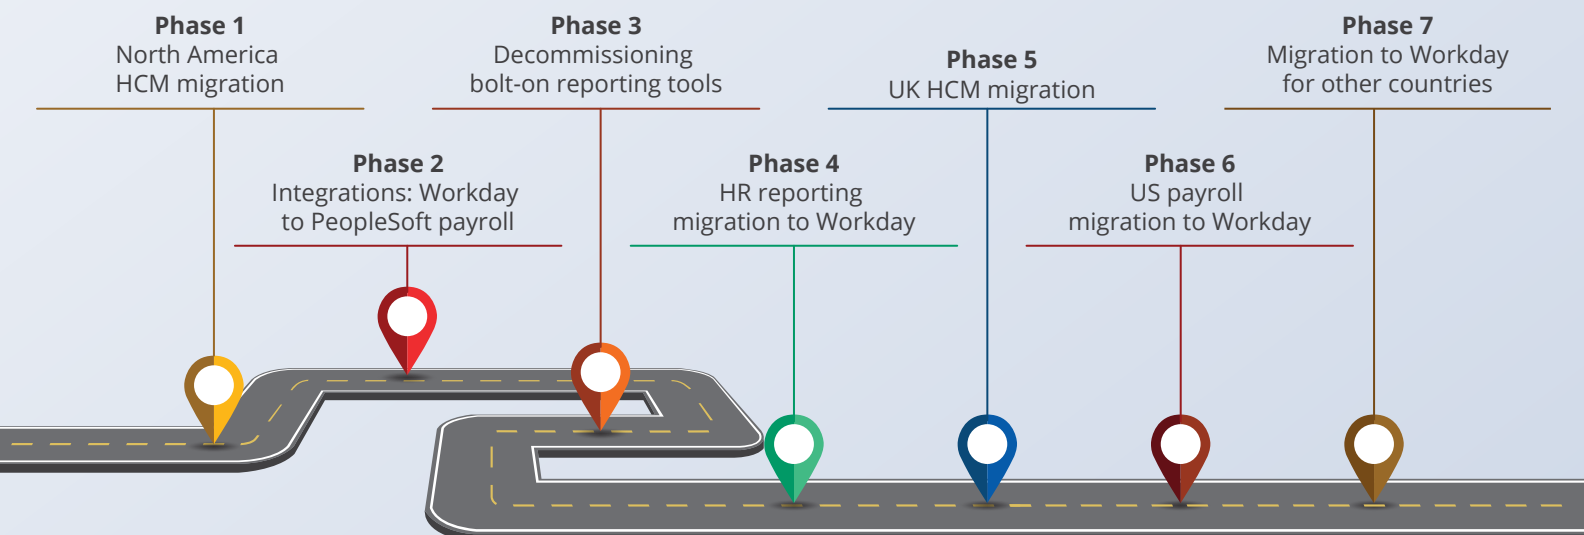 Phase 1
North America
HCM migration
Phase 2
Integrations: Workday
to PeopleSoft payroll
Phase 3
Decommissioning
bolt-on reporting tools
Phase 4
HR reporting
migration to Workday
Phase 5
UK HCM migration
Phase 6
US payroll
migration to Workday
Phase 7
Migration to Workday
for other countries